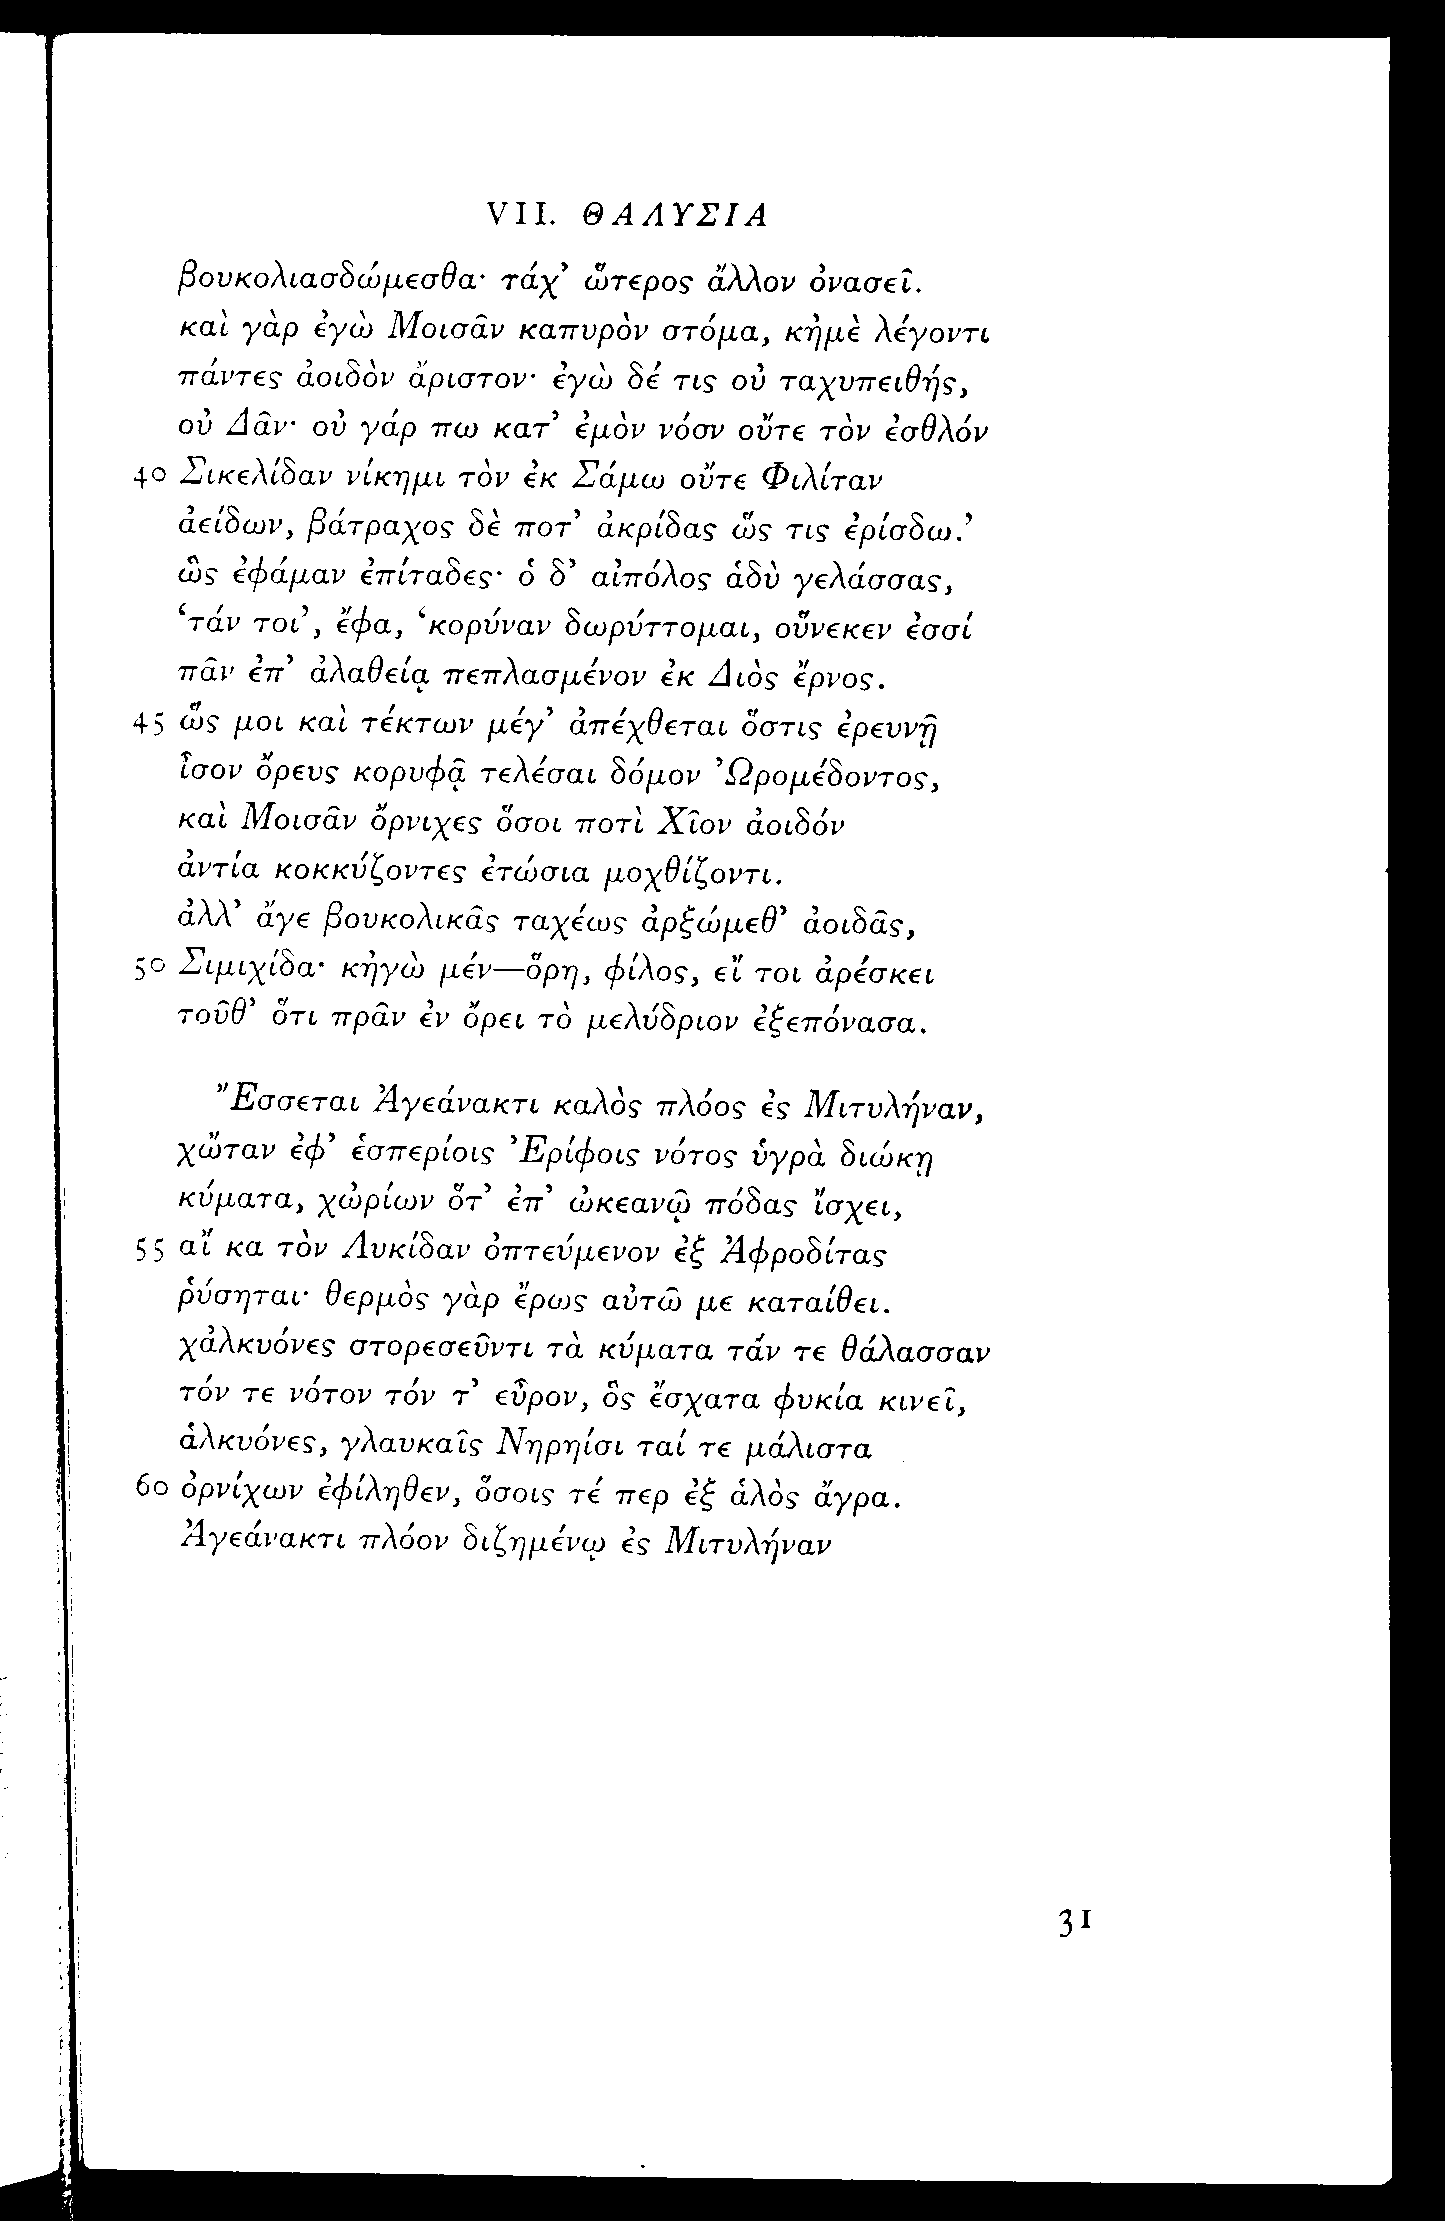 VII. ΘΑΛΥΣΙΑ
βουκολιασδώμεσθα· τάχ’ ὥτερος ἄλλον ὀνασεῖ.
καὶ γὰρ ἐγὼ Μοισᾶν καπυρὸν στόμα, κἠμὲ λέγοντι
πάντες ἀοιδὸν ἄριστον· ἐγὼ δέ τις οὐ ταχυπειθής,
οὐ Δᾶν· οὐ γάρ πω κατ’ ἐμὸν νόον οὔτε τὸν ἐσθλόν
40 Σικελίδαν νίκημι τὸν ἐκ Σάμω οὔτε Φιλίταν
ἀείδων, βάτραχος δὲ ποτ’ ἀκρίδας ὥς τις ἐρίσδω.’
ὣς ἐφάμαν ἐπίταδες· ὁ δ’ αἰπόλος ἁδὺ γελάσσας,
‘τάν τοι’, ἔφα, ‘κορύναν δωρύττομαι, οὕνεκεν ἐσσί
πᾶν ἐπ’ ἀλαθείᾳ πεπλασμένον ἐκ Διὸς ἔρνος.
45 ὥς μοι καὶ τέκτων μέγ’ ἀπέχθεται ὅστις ἐρευνῇ
ἶσον ὄρευς κορυφᾷ τελέσαι δόμον Ὠρομέδοντος,
καὶ Μοισᾶν ὄρνιχες ὅσοι ποτὶ Χῖον ἀοιδόν
ἀντία κοκκύζοντες ἐτώσια μοχθίζοντι.
ἀλλ’ ἄγε βουκολικᾶς ταχέως ἀρξώμεθ’ ἀοιδᾶς,
50 Σιμιχίδα· κἠγὼ μέν—ὅρη, φίλος, εἴ τοι ἀρέσκει
τοῦθ’ ὅτι πρᾶν ἐν ὄρει τὸ μελύδριον ἐξεπόνασα.
Ἔσσεται Ἀγεάνακτι καλὸς πλόος ἐς Μιτυλήναν,
χὤταν ἐφ’ ἑσπερίοις Ἐρίφοις νότος ὑγρὰ διώκῃ
κύματα, χὠρίων ὅτ’ ἐπ’ ὠκεανῷ πόδας ἴσχει,
55 αἴ κα τὸν Λυκίδαν ὀπτεύμενον ἐξ Ἀφροδίτας
ῥύσηται· θερμὸς γὰρ ἔρως αὐτῶ με καταίθει.
χἀλκυόνες στορεσεῦντι τὰ κύματα τάν τε θάλασσαν
τόν τε νότον τόν τ’ εὖρον, ὃς ἔσχατα φυκία κινεῖ,
ἁλκυόνες, γλαυκαῖς Νηρηίσι ταί τε μάλιστα
60 ὀρνίχων ἐφίληθεν, ὅσοις τέ περ ἐξ ἁλὸς ἄγρα.
Ἀγεάνακτι πλόον διζημένῳ ἐς Μιτυλήναν
31